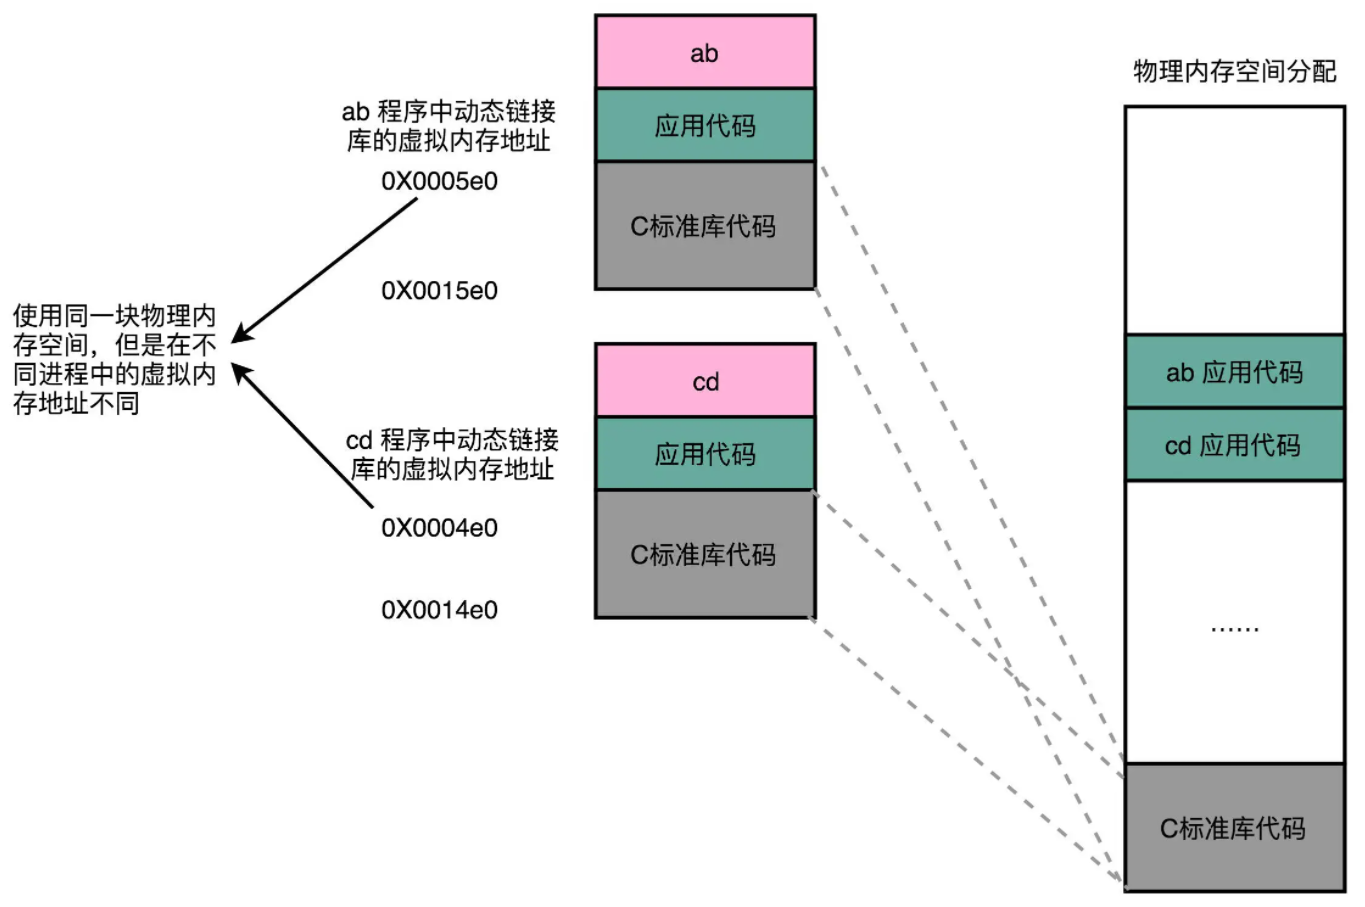 ab
应用代码
C标准库代码
ab 程序中动态链接
库的虚拟内存地址
0X0005e0
0X0015e0
使用同一块物理内
存空间，但是在不
同进程中的虚拟内
存地址不同
cd
应用代码
C标准库代码
cd 程序中动态链接
库的虚拟内存地址
0X0004e0
0X0014e0
物理内存空间分配
ab 应用代码
cd 应用代码
......
C标准库代码